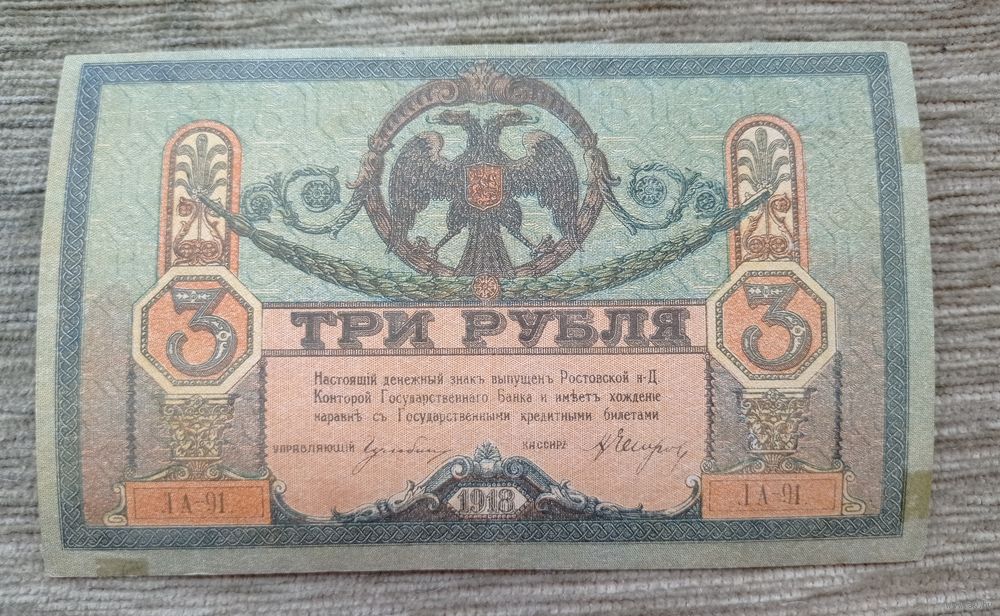 3
3
ТРИ РУБЛЯ
Настоящій денежный знакъ выпущенъ Ростовской н-Д.
Конторой Государственнаго Банка и имѣетъ хожденіе
наравнѣ съ Государственными кредитными билетами
УПРАВЛЯЮЩІЙ КАССИРЪ
ЛА-91 1918 ЛА-91